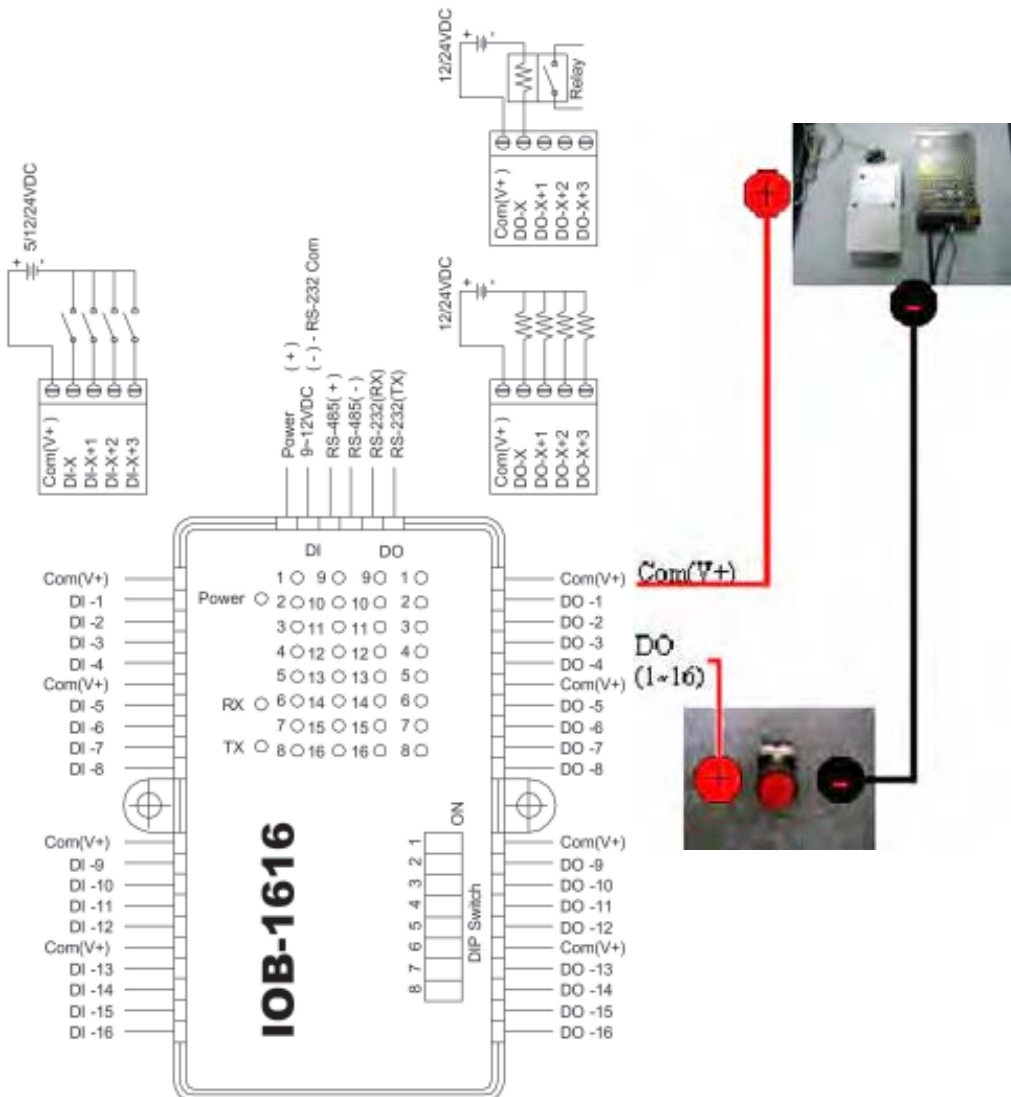 12/24VDC
+ -
Relay
Com(V+)
DO-X
DO-X+1
DO-X+2
DO-X+3
5/12/24VDC
+ -
Com(V+)
DI-X
DI-X+1
DI-X+2
DI-X+3
12/24VDC
+ -
Com(V+)
DO-X
DO-X+1
DO-X+2
DO-X+3
Power (+)
9~12VDC (-) - RS-232 Com
RS-485(+)
RS-485(-)
RS-232(RX)
RS-232(TX)
Com(V+)
DI -1
DI -2
DI -3
DI -4
Com(V+)
DI -5
DI -6
DI -7
DI -8
Com(V+)
DI -9
DI -10
DI -11
DI -12
Com(V+)
DI -13
DI -14
DI -15
DI -16
DI DO
1 9 9 1
Power 2 10 10 2
3 11 11 3
4 12 12 4
5 13 13 5
RX 6 14 14 6
7 15 15 7
TX 8 16 16 8
IOB-1616
ON
1
2
3
4
5
6
7
8
DIP Switch
Com(V+)
DO -1
DO -2
DO -3
DO -4
Com(V+)
DO -5
DO -6
DO -7
DO -8
Com(V+)
DO -9
DO -10
DO -11
DO -12
Com(V+)
DO -13
DO -14
DO -15
DO -16
+
-
Com(V+)
DO
(1~16)
+ -